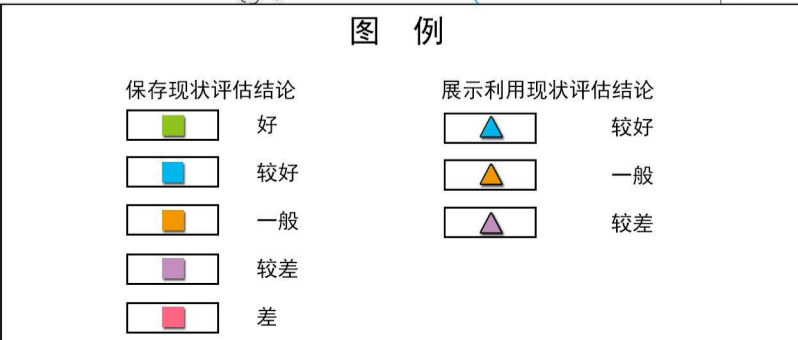 图 例
保存现状评估结论
好
较好
一般
较差
差
展示利用现状评估结论
较好
一般
较差